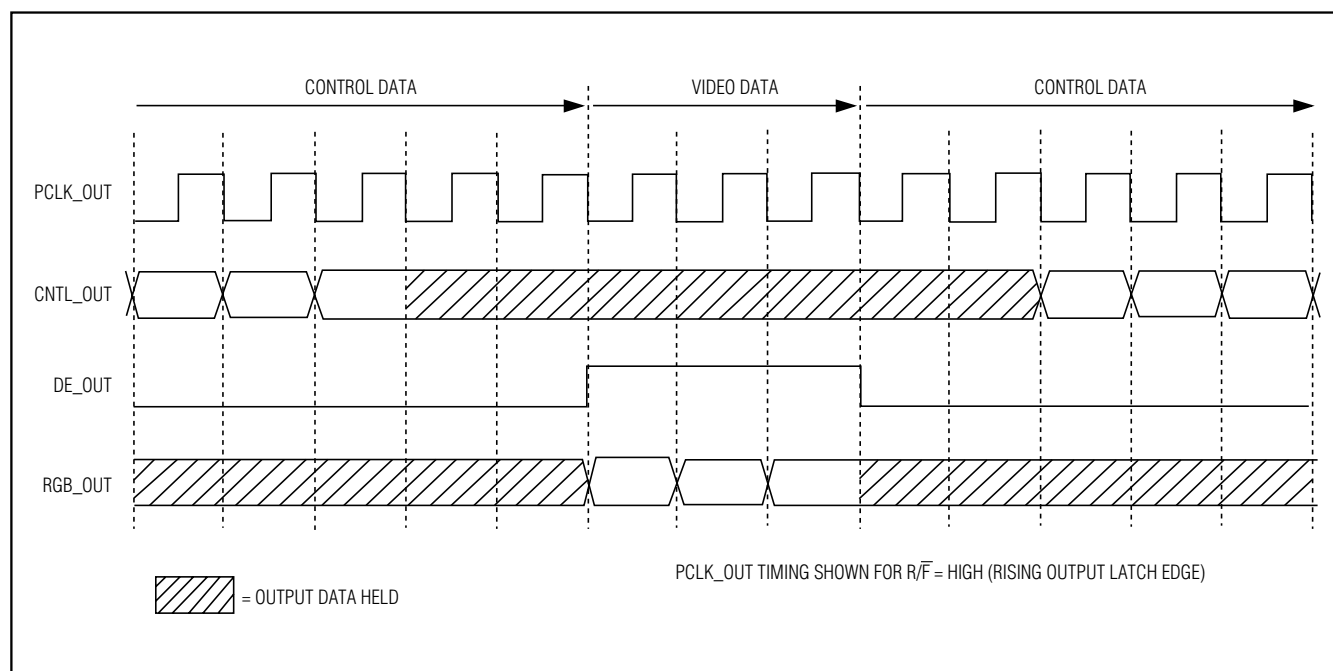 CONTROL DATA
VIDEO DATA
CONTROL DATA
PCLK_OUT
CNTL_OUT
DE_OUT
RGB_OUT
PCLK_OUT TIMING SHOWN FOR R/F̅ = HIGH (RISING OUTPUT LATCH EDGE)
= OUTPUT DATA HELD